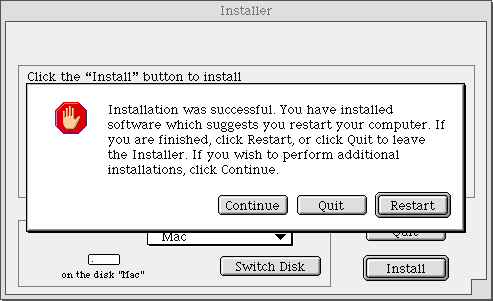 Installer
Click the “Install” button to install
Installation was successful. You have installed
software which suggests you restart your computer. If
you are finished, click Restart, or click Quit to leave
the Installer. If you wish to perform additional
installations, click Continue.
Continue Quit Restart
Mac Quit
on the disk "Mac" Switch Disk Install